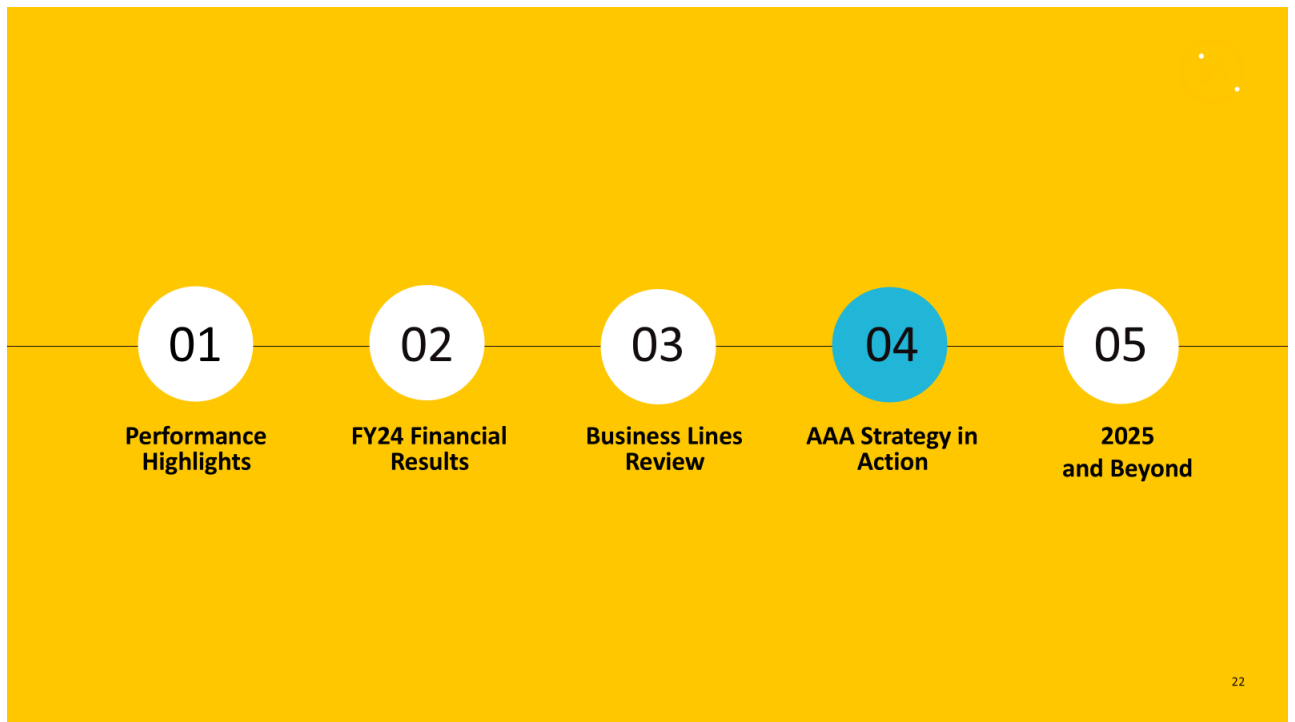 01
Performance
Highlights
02
FY24 Financial
Results
03
Business Lines
Review
04
AAA Strategy in
Action
05
2025
and Beyond
22